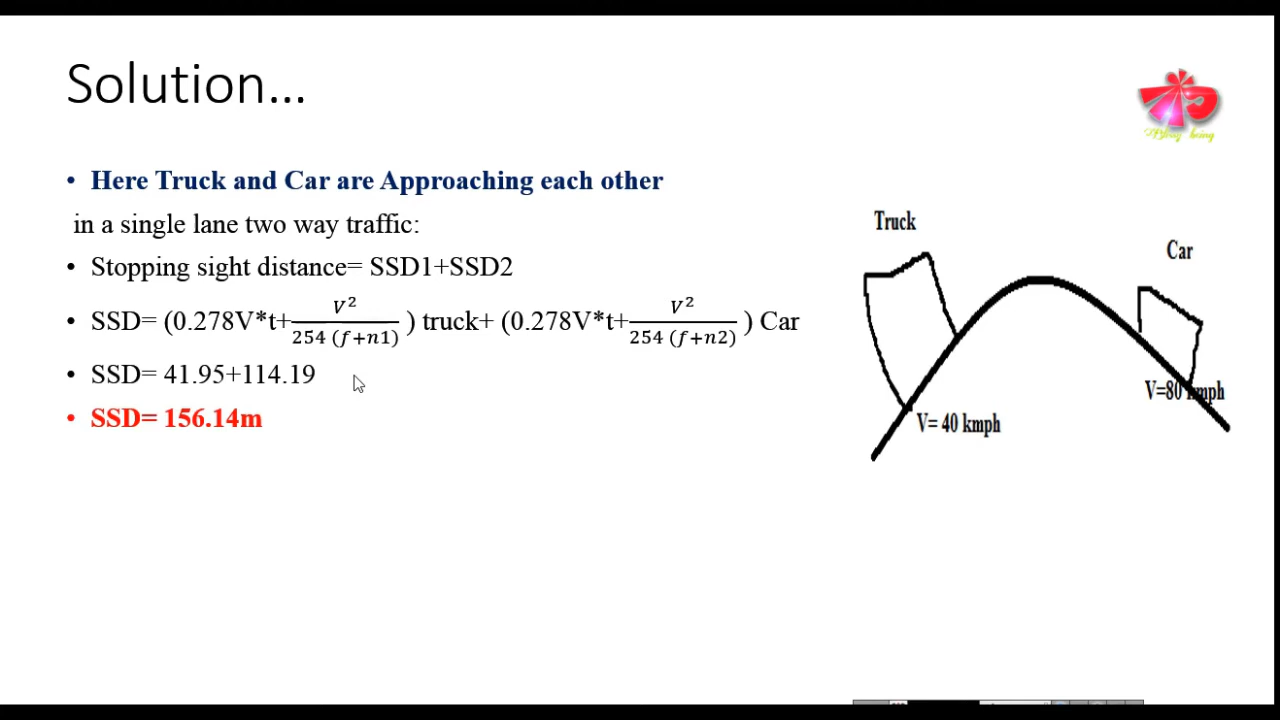 Solution...
• Here Truck and Car are Approaching each other
in a single lane two way traffic:
• Stopping sight distance= SSD1+SSD2
• SSD= (0.278V*t+ V²/254 (f+n1) ) truck+ (0.278V*t+ V²/254 (f+n2) ) Car
• SSD= 41.95+114.19
• SSD= 156.14m
Truck
Car
V=80 kmph
V= 40 kmph